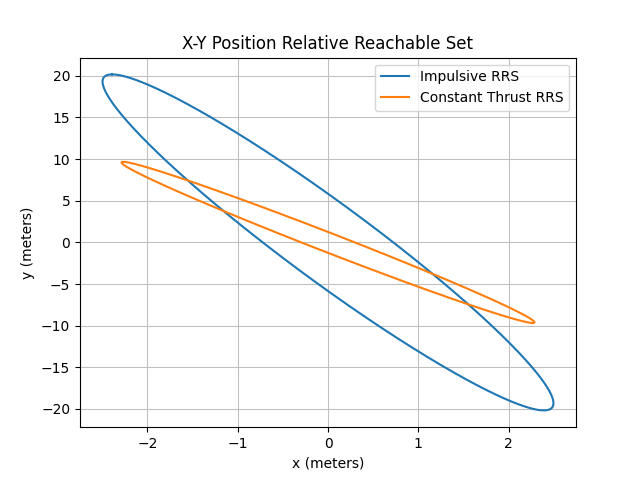 X-Y Position Relative Reachable Set
Impulsive RRS
Constant Thrust RRS
y (meters)
20
15
10
5
0
−5
−10
−15
−20
−2
−1
0
1
2
x (meters)